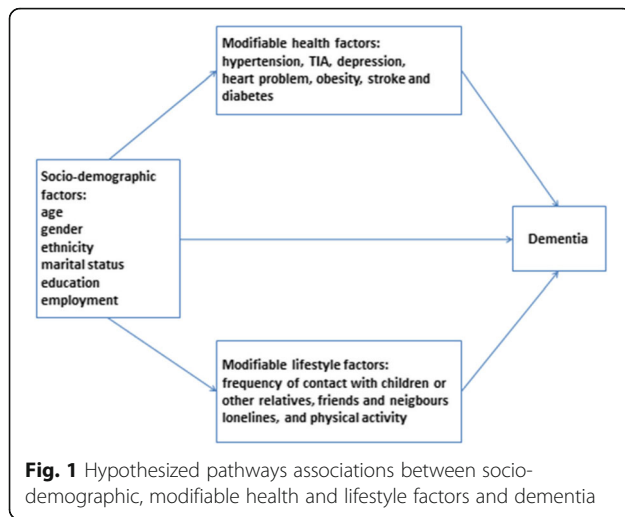 Modifiable health factors:
hypertension, TIA, depression,
heart problem, obesity, stroke and
diabetes
Socio-demographic
factors:
age
gender
ethnicity
marital status
education
employment
Dementia
Modifiable lifestyle factors:
frequency of contact with children or
other relatives, friends and neigbours
lonelines, and physical activity
Fig. 1 Hypothesized pathways associations between socio-
demographic, modifiable health and lifestyle factors and dementia